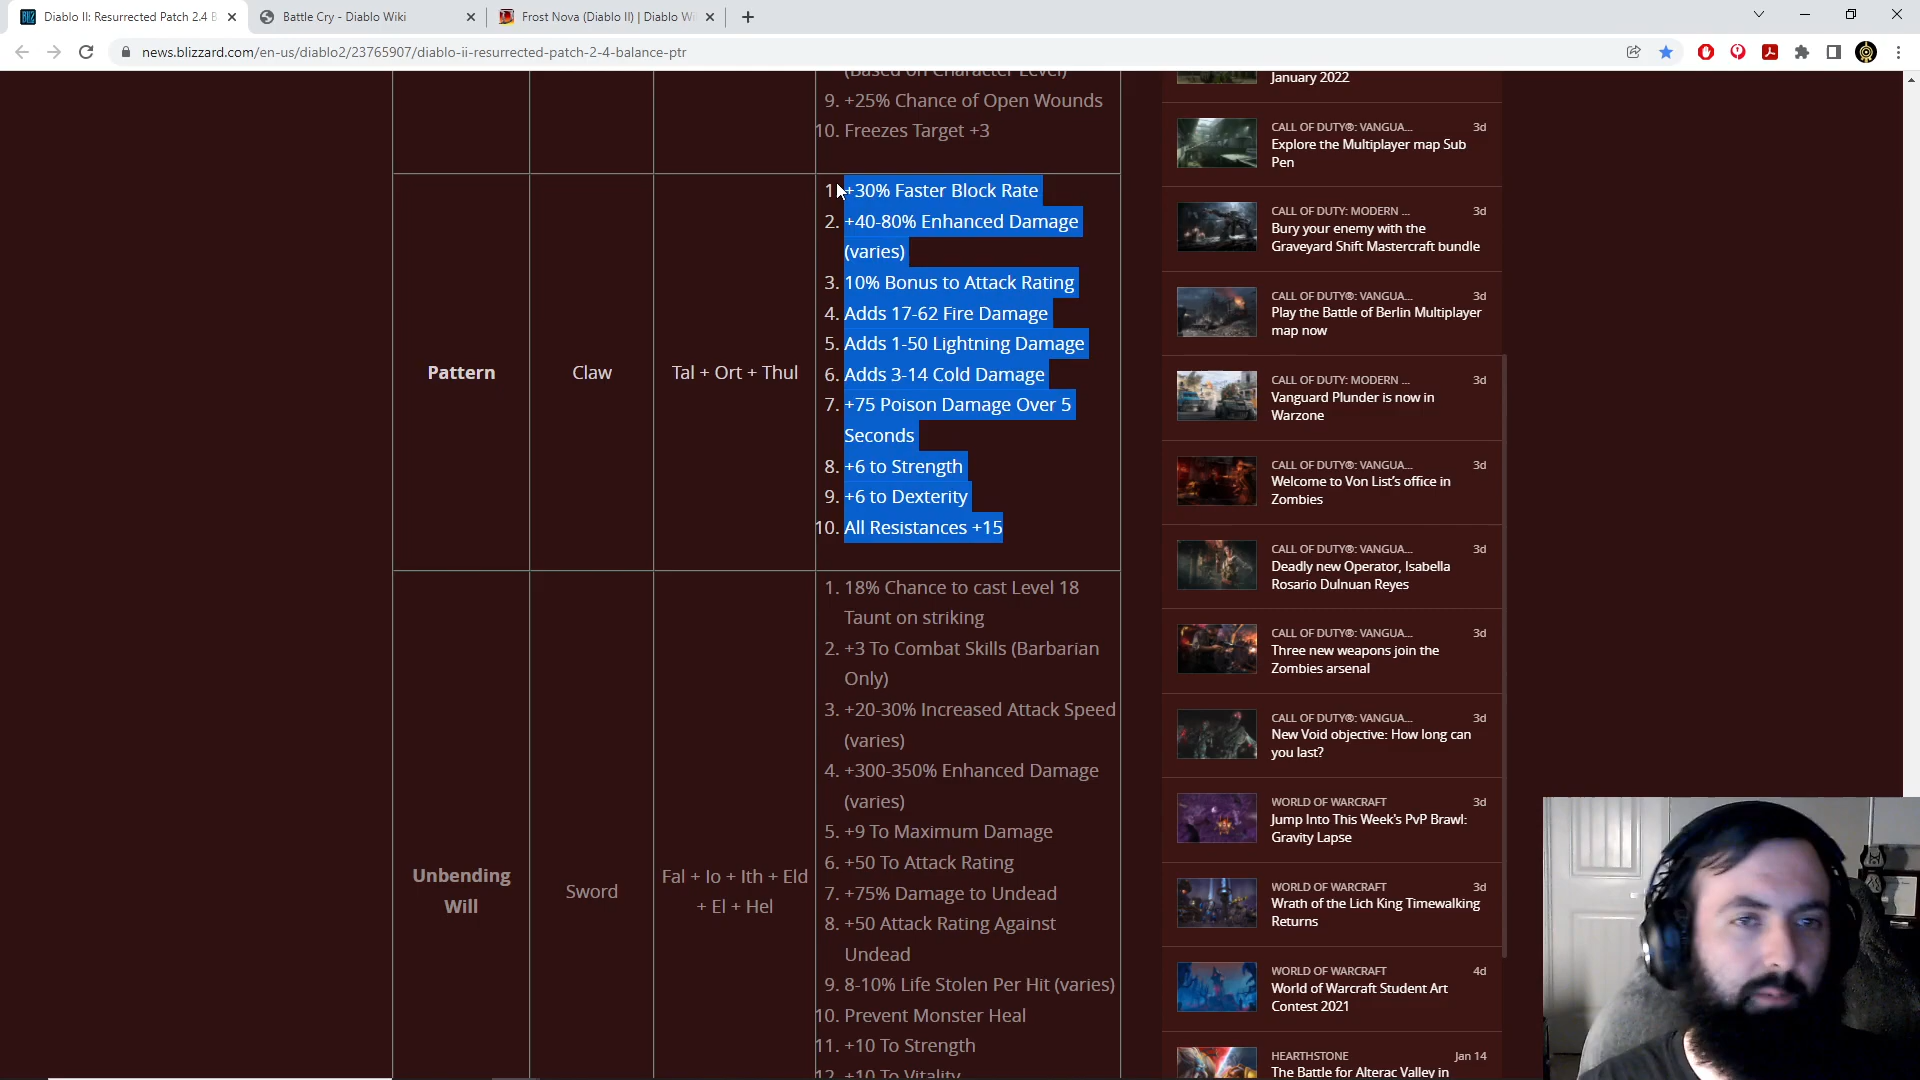 Diablo II: Resurrected Patch 2.4 B
Battle Cry - Diablo Wiki
Frost Nova (Diablo II) | Diablo Wi
news.blizzard.com/en-us/diablo2/23765907/diablo-ii-resurrected-patch-2-4-balance-ptr
(Based on Character Level)
9. +25% Chance of Open Wounds
10. Freezes Target +3
Pattern
Claw
Tal + Ort + Thul
1. +30% Faster Block Rate
2. +40-80% Enhanced Damage
(varies)
3. 10% Bonus to Attack Rating
4. Adds 17-62 Fire Damage
5. Adds 1-50 Lightning Damage
6. Adds 3-14 Cold Damage
7. +75 Poison Damage Over 5
Seconds
8. +6 to Strength
9. +6 to Dexterity
10. All Resistances +15
Unbending
Will
Sword
Fal + Io + Ith + Eld
+ El + Hel
1. 18% Chance to cast Level 18
Taunt on striking
2. +3 To Combat Skills (Barbarian
Only)
3. +20-30% Increased Attack Speed
(varies)
4. +300-350% Enhanced Damage
(varies)
5. +9 To Maximum Damage
6. +50 To Attack Rating
7. +75% Damage to Undead
8. +50 Attack Rating Against
Undead
9. 8-10% Life Stolen Per Hit (varies)
10. Prevent Monster Heal
11. +10 To Strength
12. +10 To Vitality
January 2022
CALL OF DUTY®: VANGUA... 3d
Explore the Multiplayer map Sub
Pen
CALL OF DUTY: MODERN ... 3d
Bury your enemy with the
Graveyard Shift Mastercraft bundle
CALL OF DUTY®: VANGUA... 3d
Play the Battle of Berlin Multiplayer
map now
CALL OF DUTY: MODERN ... 3d
Vanguard Plunder is now in
Warzone
CALL OF DUTY®: VANGUA... 3d
Welcome to Von List's office in
Zombies
CALL OF DUTY®: VANGUA... 3d
Deadly new Operator, Isabella
Rosario Dulnuan Reyes
CALL OF DUTY®: VANGUA... 3d
Three new weapons join the
Zombies arsenal
CALL OF DUTY®: VANGUA... 3d
New Void objective: How long can
you last?
WORLD OF WARCRAFT 3d
Jump Into This Week's PvP Brawl:
Gravity Lapse
WORLD OF WARCRAFT 3d
Wrath of the Lich King Timewalking
Returns
WORLD OF WARCRAFT 4d
World of Warcraft Student Art
Contest 2021
HEARTHSTONE Jan 14
The Battle for Alterac Valley in